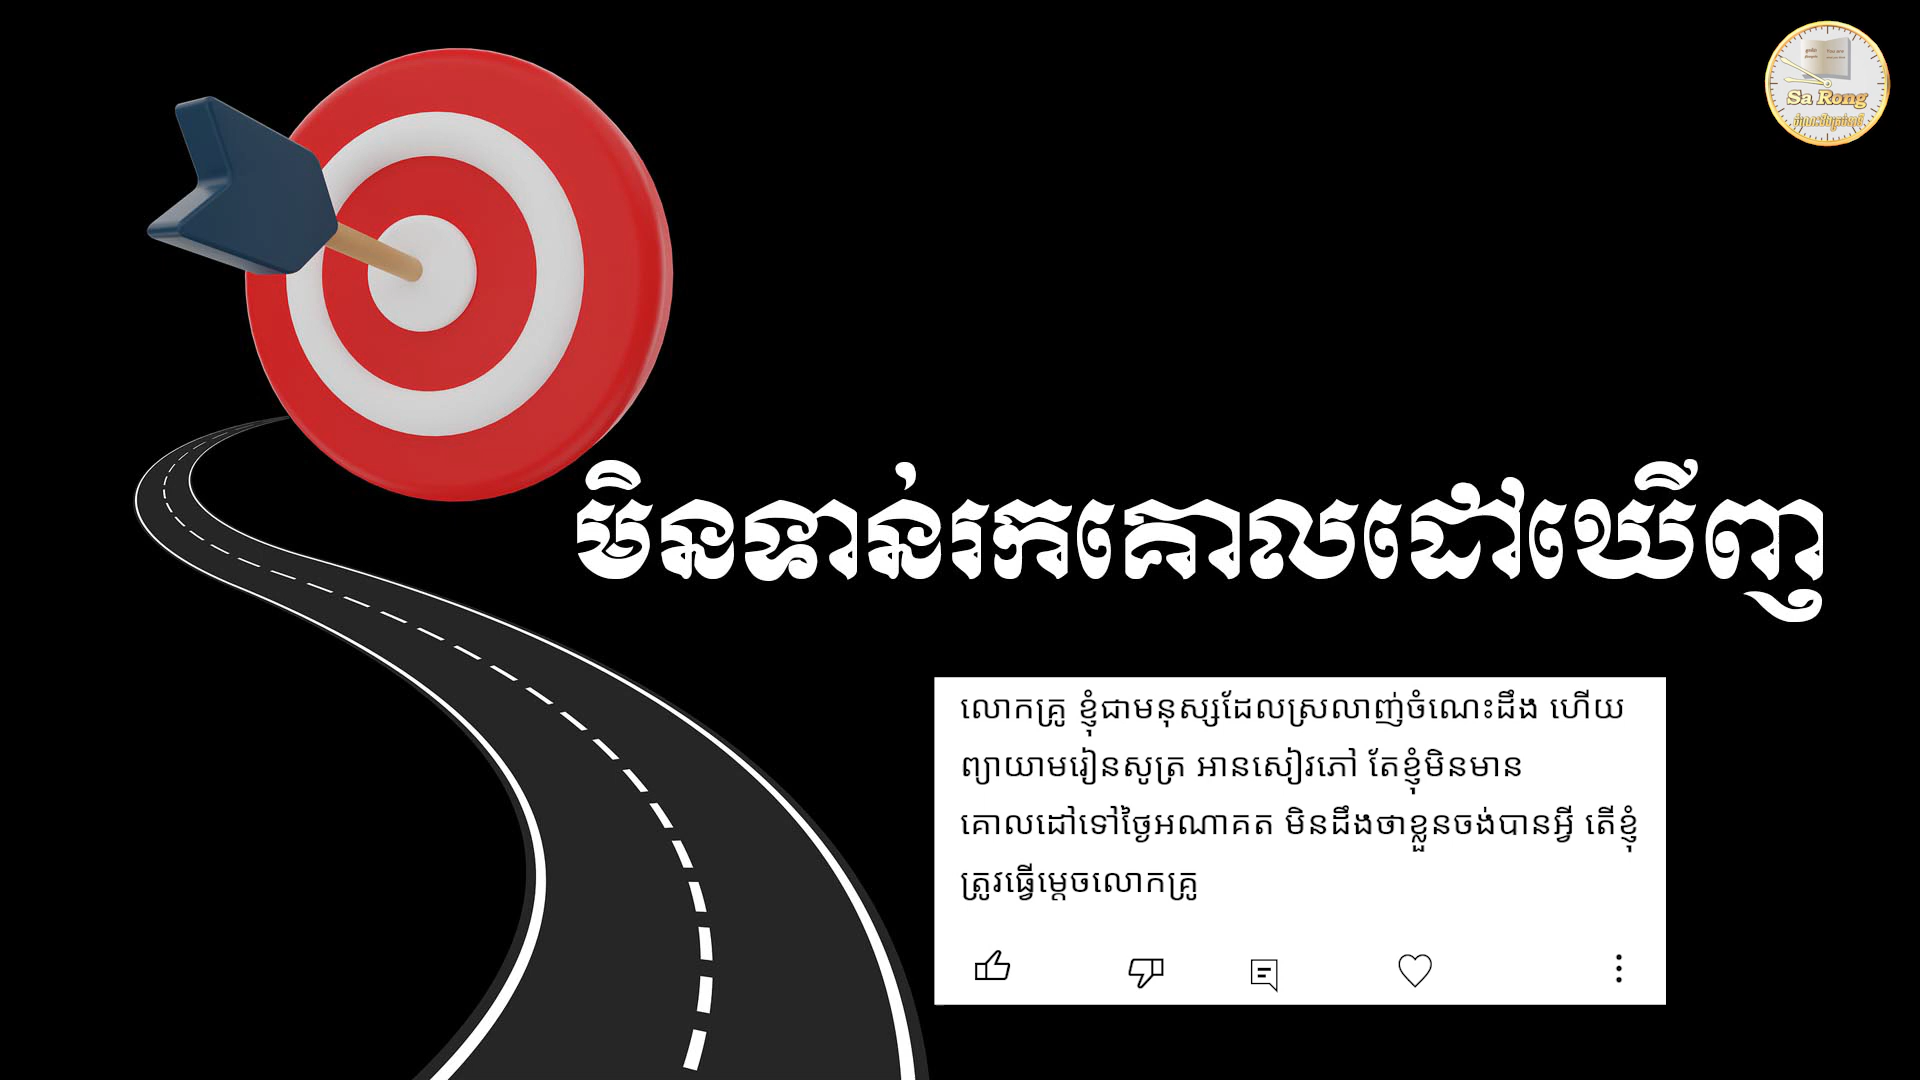 Sa Rong
មិនទាន់រកគោលដៅឃើញ
លោកគ្រូ ខ្ញុំជាមនុស្សដែលស្រលាញ់ចំណេះដឹង ហើយ
ព្យាយាមរៀនសូត្រ អានសៀវភៅ តែខ្ញុំមិនមាន
គោលដៅទៅថ្ងៃអណាគត មិនដឹងថាខ្លួនចង់បានអ្វី តើខ្ញុំ
ត្រូវធ្វើម្ដេចលោកគ្រូ